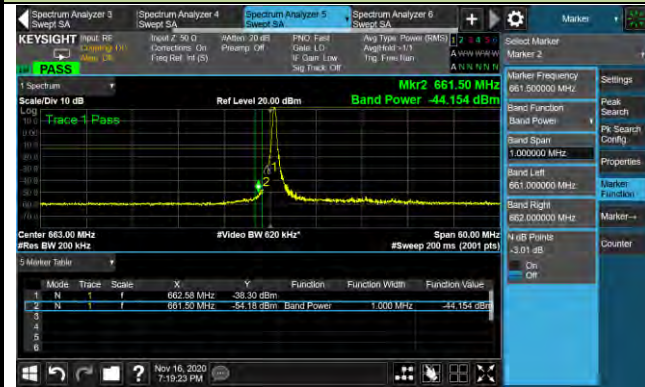 Spectrum Analyzer 3 Spectrum Analyzer 4 Spectrum Analyzer 5 Spectrum Analyzer 6
Swept SA Swept SA Swept SA Swept SA
Marker
KEYSIGHT Input: RF Input Z: 50 Ω #Atten: 20 dB PNO: Fast Avg Type: Power (RMS) 1 2 3 4 5 6
Corrections: On Preamp: Off Gate: LO Avg|Hold:>1/1
Freq Ref: Int (S) IF Gain: Low Trig: Free Run
Sig Track: Off
A W W W W W
A N N N N N
PASS
Select Marker
Marker 2
1 Spectrum
Mkr2 661.50 MHz
Scale/Div 10 dB Ref Level 20.00 dBm Band Power -44.154 dBm
Log
Trace 1 Pass
1
2
Center 663.00 MHz #Video BW 620 kHz* Span 60.00 MHz
#Res BW 200 kHz #Sweep 200 ms (2001 pts)
5 Marker Table
Mode Trace Scale X Y Function Function Width Function Value
1 N 1 f 662.58 MHz -38.30 dBm
2 N 1 f 661.50 MHz -54.18 dBm Band Power 1.000 MHz -44.154 dBm
3
4
5
6
Marker Frequency
661.500000 MHz
Band Function
Band Power
Band Span
1.000000 MHz
Band Left
661.000000 MHz
Band Right
662.000000 MHz
N dB Points
-3.01 dB
On
Off
Settings
Peak
Search
Pk Search
Config
Properties
Marker
Function
Marker→
Counter
Nov 16, 2020
7:19:23 PM